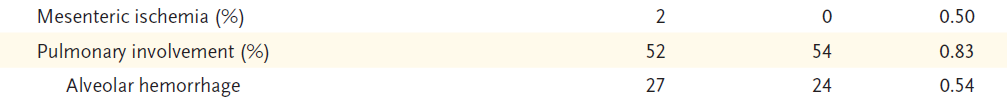 Mesenteric ischemia (%) 2 0 0.50
Pulmonary involvement (%) 52 54 0.83
Alveolar hemorrhage 27 24 0.54